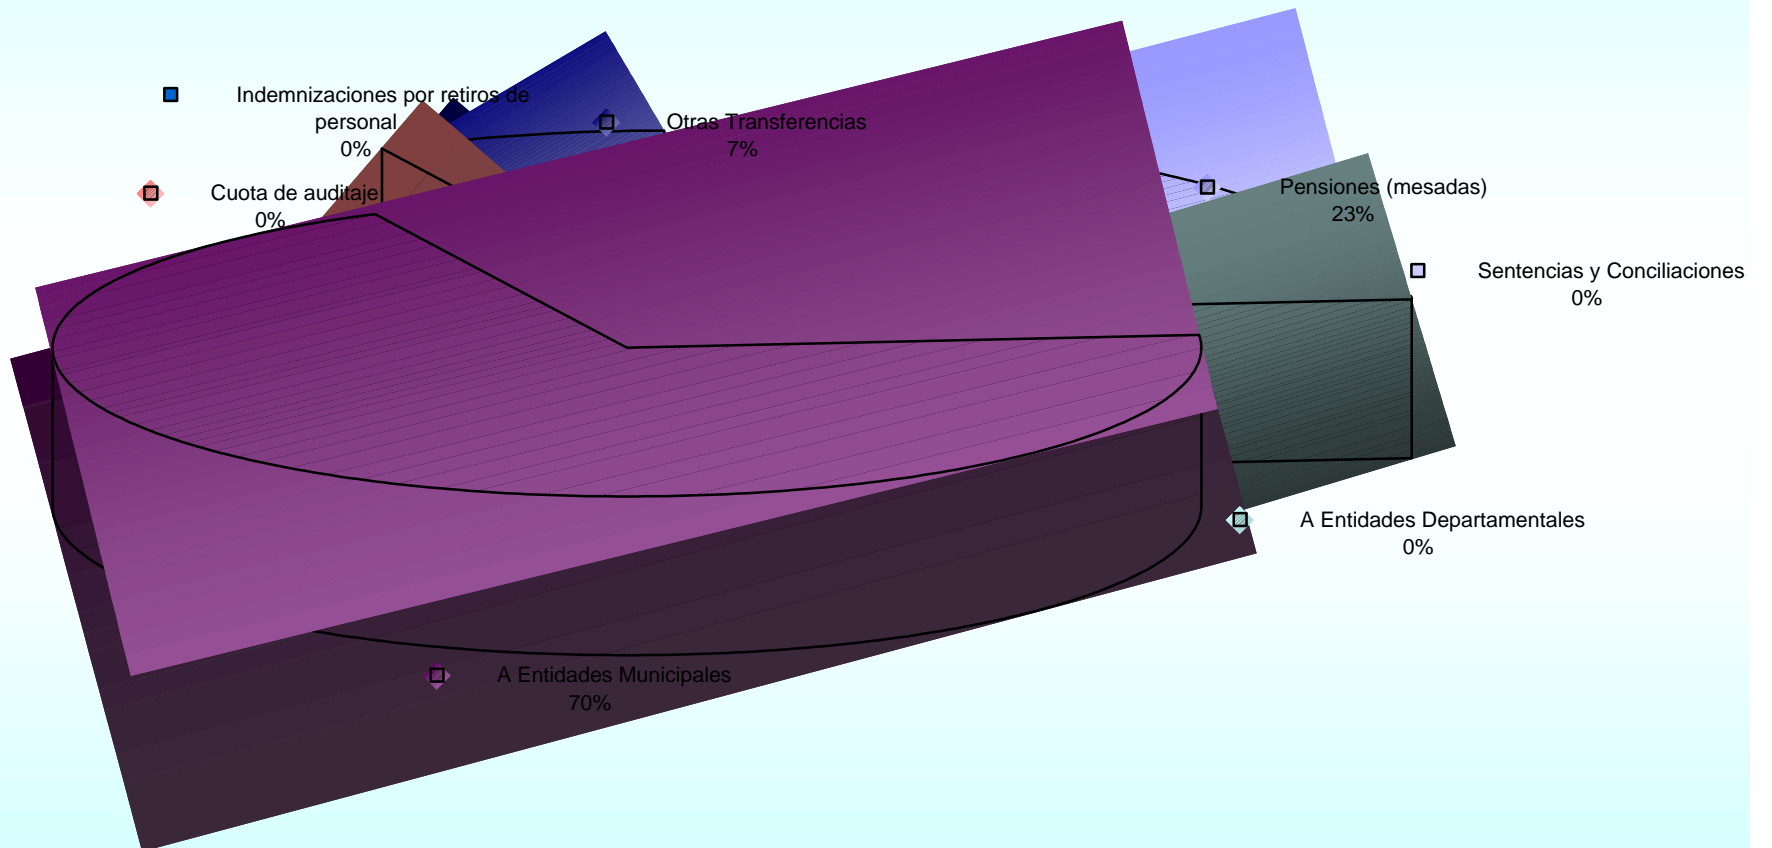 Indemnizaciones por retiros de
personal
0%
Otras Transferencias
7%
Cuota de auditaje
0%
Pensiones (mesadas)
23%
Sentencias y Conciliaciones
0%
A Entidades Departamentales
0%
A Entidades Municipales
70%